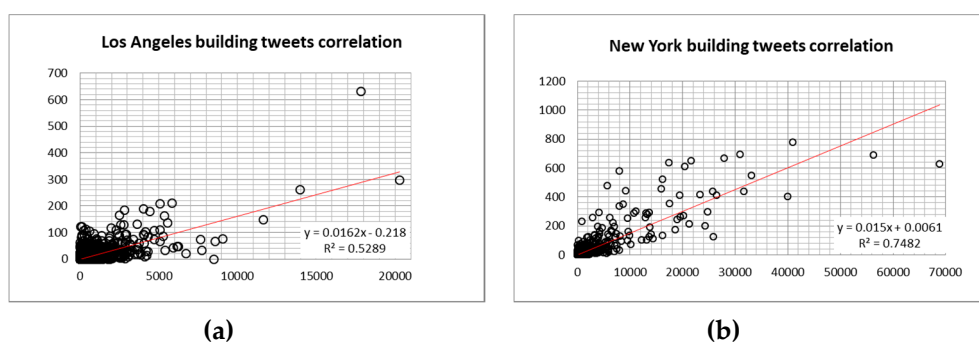 Los Angeles building tweets correlation
700
600
500
400
300
200
100
0
0 5000 10000 15000 20000
y = 0.0162x - 0.218
R² = 0.5289
(a)
New York building tweets correlation
1200
1000
800
600
400
200
0
0 10000 20000 30000 40000 50000 60000 70000
y = 0.015x + 0.0061
R² = 0.7482
(b)